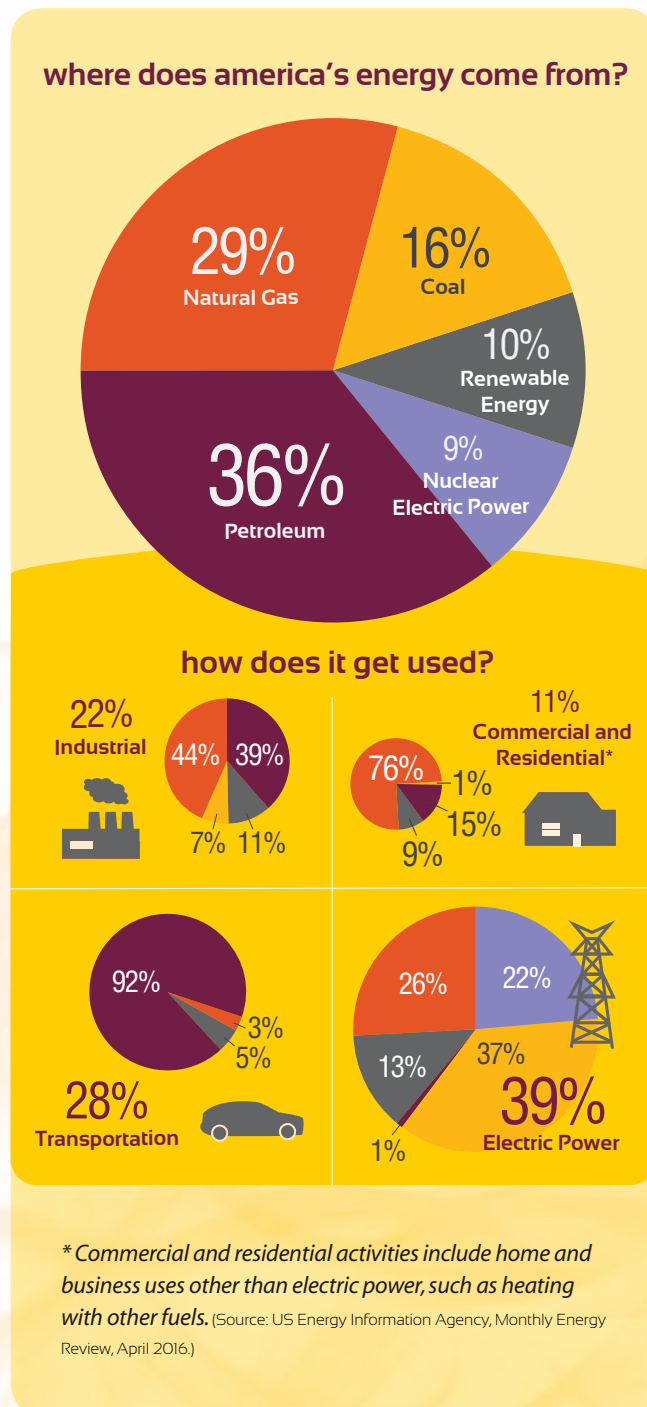 where does america's energy come from?
29%
Natural Gas
16%
Coal
10%
Renewable
Energy
9%
Nuclear
Electric Power
36%
Petroleum
how does it get used?
22%
Industrial
44%
39%
7%
11%
11%
Commercial and
Residential*
76%
1%
15%
9%
92%
3%
5%
28%
Transportation
26%
22%
13%
37%
1%
39%
Electric Power
* Commercial and residential activities include home and
business uses other than electric power, such as heating
with other fuels. (Source: US Energy Information Agency, Monthly Energy
Review, April 2016.)